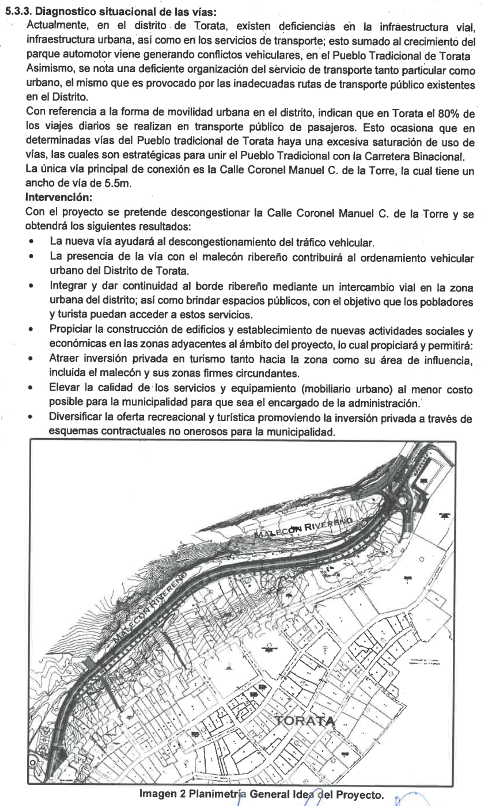 5.3.3. Diagnostico situacional de las vías:
Actualmente, en el distrito de Torata, existen deficiencias en la infraestructura vial,
infraestructura urbana, así como en los servicios de transporte; esto sumado al crecimiento del
parque automotor viene generando conflictos vehiculares, en el Pueblo Tradicional de Torata
Asimismo, se nota una deficiente organización del servicio de transporte tanto particular como
urbano, el mismo que es provocado por las inadecuadas rutas de transporte público existentes
en el Distrito.
Con referencia a la forma de movilidad urbana en el distrito, indican que en Torata el 80% de
los viajes diarios se realizan en transporte público de pasajeros. Esto ocasiona que en
determinadas vías del Pueblo tradicional de Torata haya una excesiva saturación de uso de
vías, las cuales son estratégicas para unir el Pueblo Tradicional con la Carretera Binacional.
La única vía principal de conexión es la Calle Coronel Manuel C. de la Torre, la cual tiene un
ancho de vía de 5.5m.
Intervención:
Con el proyecto se pretende descongestionar la Calle Coronel Manuel C. de la Torre y se
obtendrá los siguientes resultados:
• La nueva vía ayudará al descongestionamiento del tráfico vehicular.
• La presencia de la vía con el malecón ribereño contribuirá al ordenamiento vehicular
urbano del Distrito de Torata.
• Integrar y dar continuidad al borde ribereño mediante un intercambio vial en la zona
urbana del distrito; así como brindar espacios públicos, con el objetivo que los pobladores
y turista puedan acceder a estos servicios.
• Propiciar la construcción de edificios y establecimiento de nuevas actividades sociales y
económicas en las zonas adyacentes al ámbito del proyecto, lo cual propiciará y permitirá:
• Atraer inversión privada en turismo tanto hacia la zona como su área de influencia,
incluida el malecón y sus zonas firmes circundantes.
• Elevar la calidad de los servicios y equipamiento (mobiliario urbano) al menor costo
posible para la municipalidad para que sea el encargado de la administración.
• Diversificar la oferta recreacional y turística promoviendo la inversión privada a través de
esquemas contractuales no onerosos para la municipalidad.
MALECÓN RIVEREÑO
MALECÓN RIVEREÑO
TORATA
Imagen 2 Planimetría General Idea del Proyecto.